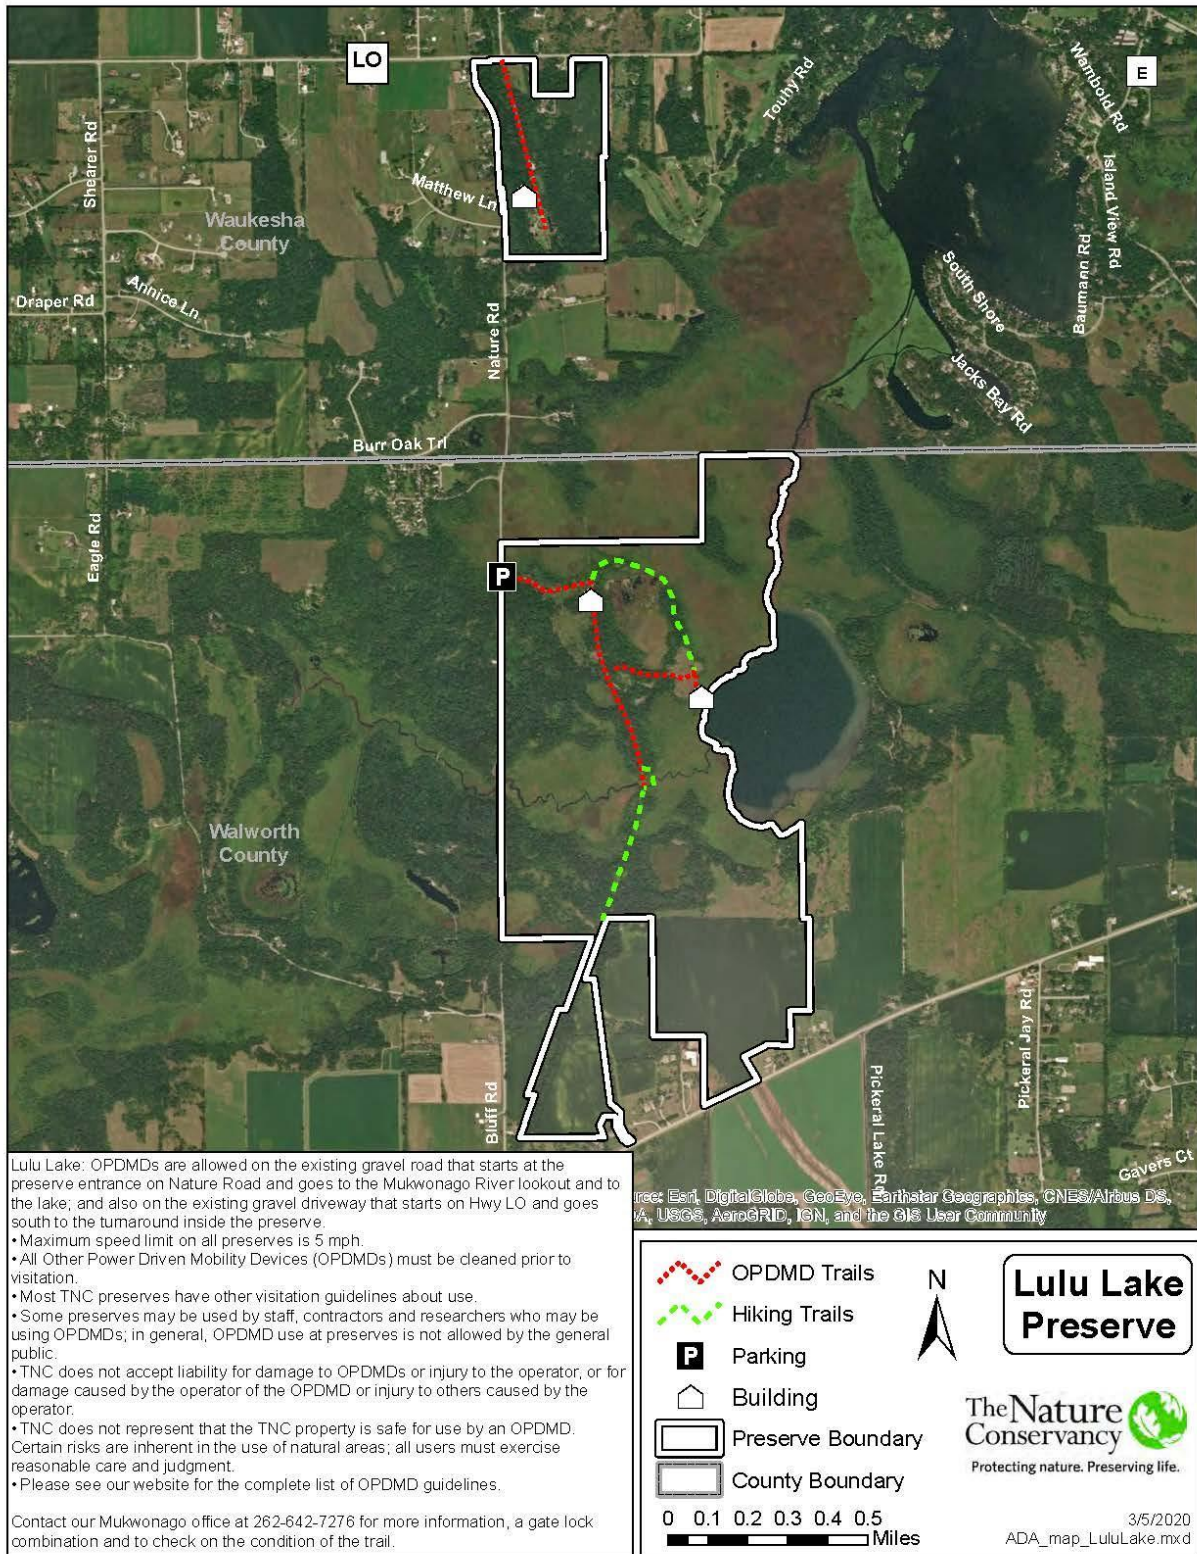 LO
E
Touhy Rd
Wambold Rd
Shearer Rd
Matthew Ln
Island View Rd
Waukesha
County
South Shore
Baumann Rd
Draper Rd
Annice Ln
Nature Rd
Jacks Bay Rd
Burr Oak Trl
Eagle Rd
P
Walworth
County
Pickeral Jay Rd
Pickeral Lake Rd
Bluff Rd
Gavers Ct
Esri, DigitalGlobe, GeoEye, Earthstar Geographics, CNES/Airbus DS,
USGS, AeroGRID, IGN, and the GIS User Community
Lulu Lake: OPDMDs are allowed on the existing gravel road that starts at the
preserve entrance on Nature Road and goes to the Mukwonago River lookout and to
the lake; and also on the existing gravel driveway that starts on Hwy LO and goes
south to the turnaround inside the preserve.
• Maximum speed limit on all preserves is 5 mph.
• All Other Power Driven Mobility Devices (OPDMDs) must be cleaned prior to
visitation.
• Most TNC preserves have other visitation guidelines about use.
• Some preserves may be used by staff, contractors and researchers who may be
using OPDMDs; in general, OPDMD use at preserves is not allowed by the general
public.
• TNC does not accept liability for damage to OPDMDs or injury to the operator, or for
damage caused by the operator of the OPDMD or injury to others caused by the
operator.
• TNC does not represent that the TNC property is safe for use by an OPDMD.
Certain risks are inherent in the use of natural areas; all users must exercise
reasonable care and judgment.
• Please see our website for the complete list of OPDMD guidelines.
Contact our Mukwonago office at 262-642-7276 for more information, a gate lock
combination and to check on the condition of the trail.
OPDMD Trails
Hiking Trails
P Parking
Building
Preserve Boundary
County Boundary
0 0.1 0.2 0.3 0.4 0.5
Miles
N
Lulu Lake
Preserve
The Nature
Conservancy
Protecting nature. Preserving life.
3/5/2020
ADA_map_LuluLake.mxd